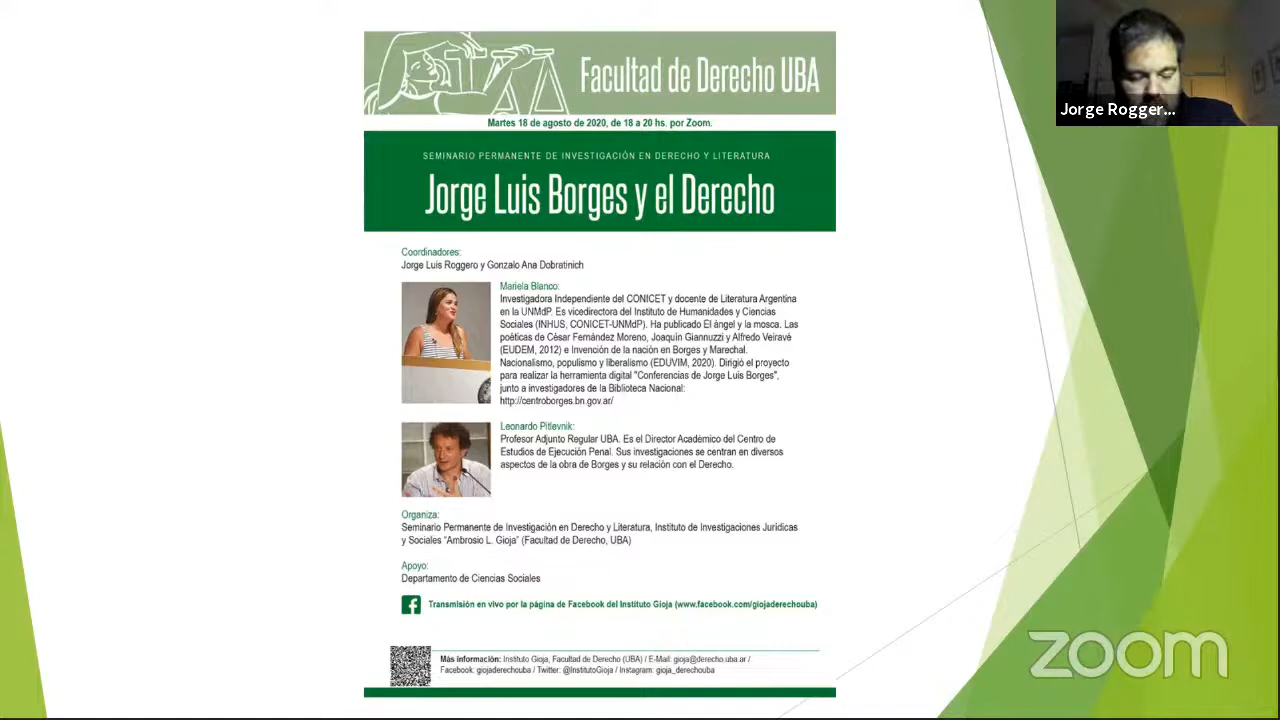 Facultad de Derecho UBA
Martes 18 de agosto de 2020, de 18 a 20 hs. por Zoom.
SEMINARIO PERMANENTE DE INVESTIGACIÓN EN DERECHO Y LITERATURA
Jorge Luis Borges y el Derecho
Coordinadores:
Jorge Luis Roggero y Gonzalo Ana Dobratinich
Mariela Blanco:
Investigadora Independiente del CONICET y docente de Literatura Argentina
en la UNMdP. Es vicedirectora del Instituto de Humanidades y Ciencias
Sociales (INHUS, CONICET-UNMdP). Ha publicado El ángel y la mosca. Las
poéticas de César Fernández Moreno, Joaquín Giannuzzi y Alfredo Veiravé
(EUDEM, 2012) e Invención de la nación en Borges y Marechal.
Nacionalismo, populismo y liberalismo (EDUVIM, 2020). Dirigió el proyecto
para realizar la herramienta digital "Conferencias de Jorge Luis Borges",
junto a investigadores de la Biblioteca Nacional:
http://centroborges.bn.gov.ar/
Leonardo Pitlevnik:
Profesor Adjunto Regular UBA. Es el Director Académico del Centro de
Estudios de Ejecución Penal. Sus investigaciones se centran en diversos
aspectos de la obra de Borges y su relación con el Derecho.
Organiza:
Seminario Permanente de Investigación en Derecho y Literatura, Instituto de Investigaciones Jurídicas
y Sociales "Ambrosio L. Gioja" (Facultad de Derecho, UBA)
Apoyo:
Departamento de Ciencias Sociales
Transmisión en vivo por la página de Facebook del Instituto Gioja (www.facebook.com/giojaderechouba)
Más información: Instituto Gioja, Facultad de Derecho (UBA) / E-Mail: gioja@derecho.uba.ar /
Facebook: giojaderechouba / Twitter: @InstitutoGioja / Instagram: gioja_derechouba
Jorge Rogger...
zoom